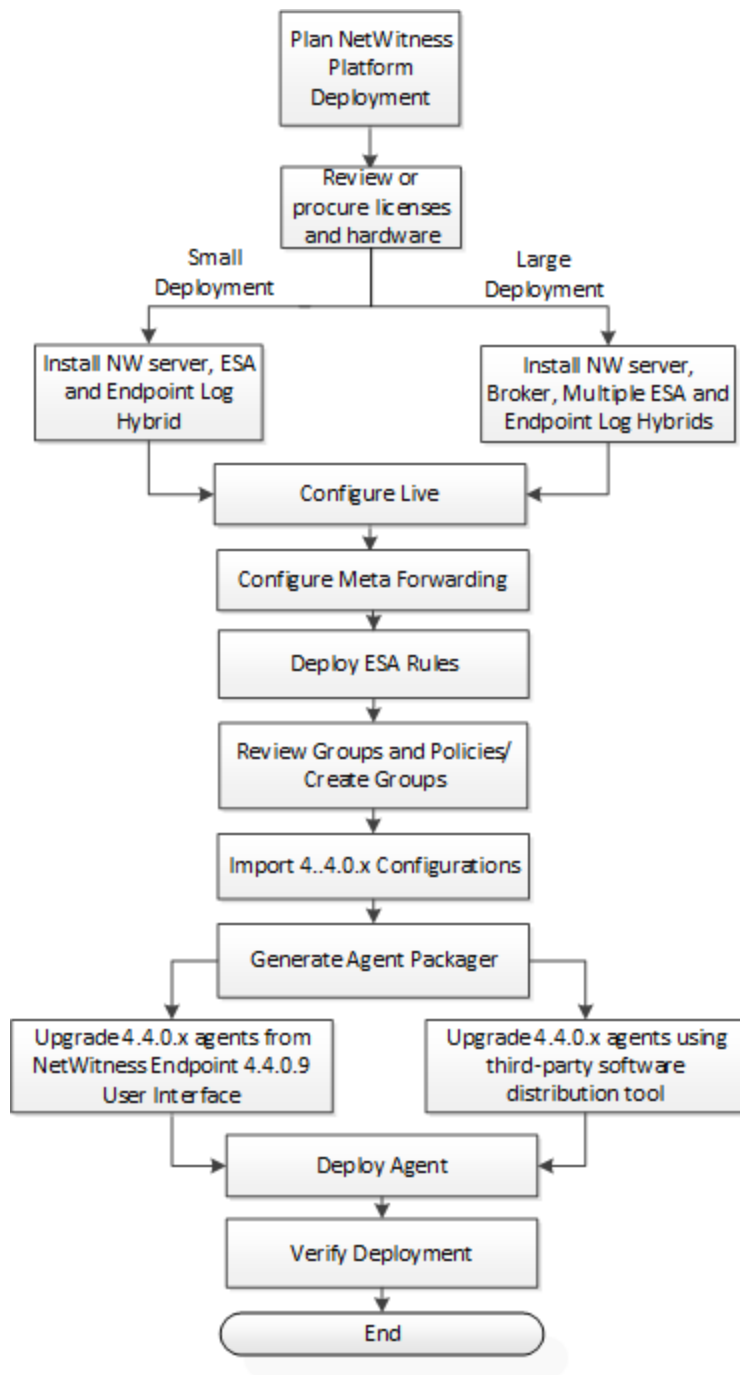 Plan NetWitness
Platform
Deployment
Review or
procure licenses
and hardware
Small
Deployment
Large
Deployment
Install NW server, ESA
and Endpoint Log
Hybrid
Install NW server,
Broker, Multiple ESA and
Endpoint Log Hybrids
Configure Live
Configure Meta Forwarding
Deploy ESA Rules
Review Groups and Policies/
Create Groups
Import 4..4.0.x Configurations
Generate Agent Packager
Upgrade 4.4.0.x agents from
NetWitness Endpoint 4.4.0.9
User Interface
Upgrade 4.4.0.x agents using
third-party software
distribution tool
Deploy Agent
Verify Deployment
End